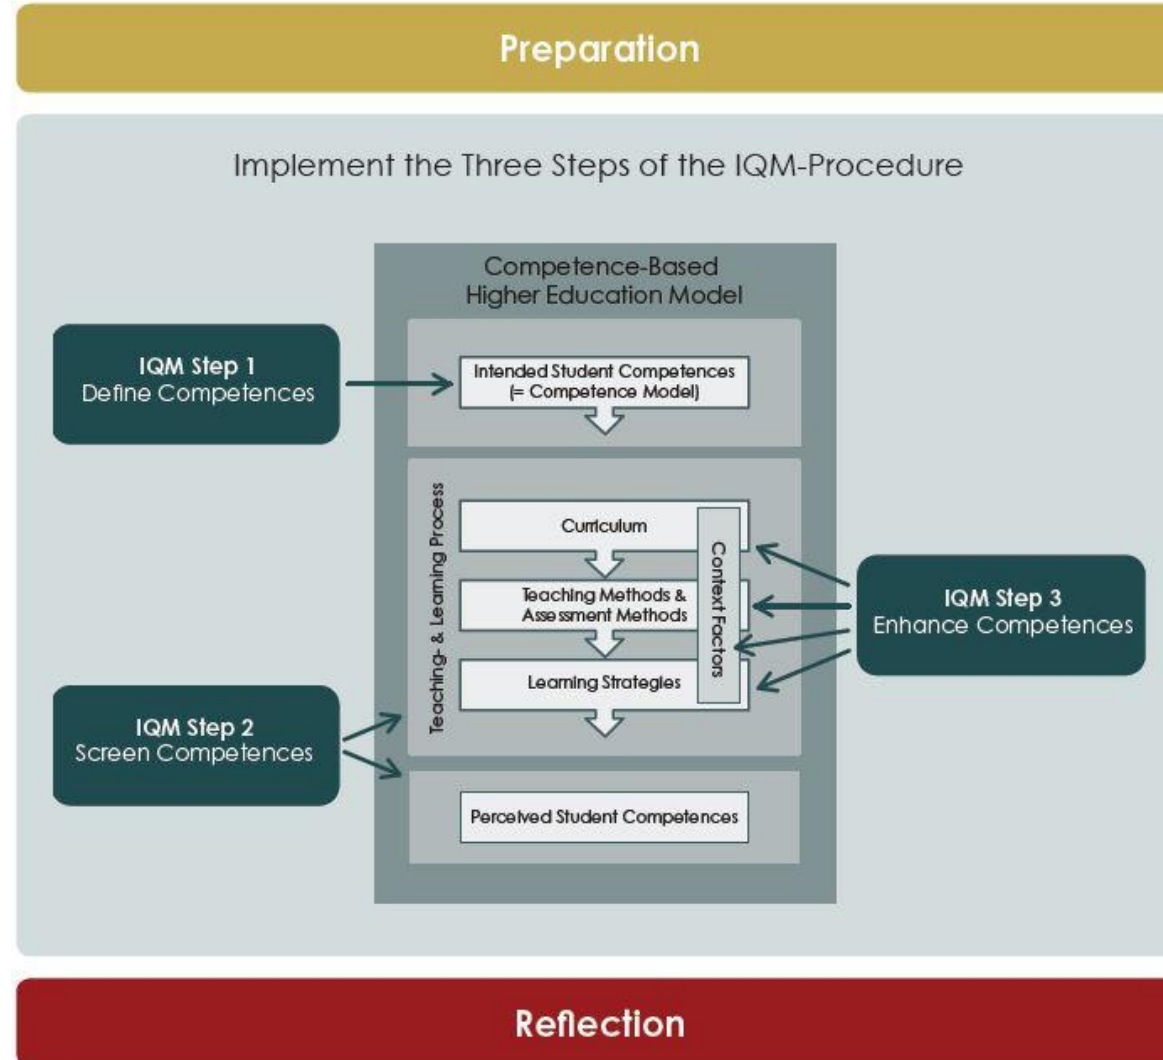 Preparation
Implement the Three Steps of the IQM-Procedure
Competence-Based
Higher Education Model
IQM Step 1
Define Competences
Intended Student Competences
(= Competence Model)
Teaching- & Learning Process
Curriculum
Teaching Methods &
Assessment Methods
Learning Strategies
Context Factors
IQM Step 3
Enhance Competences
IQM Step 2
Screen Competences
Perceived Student Competences
Reflection